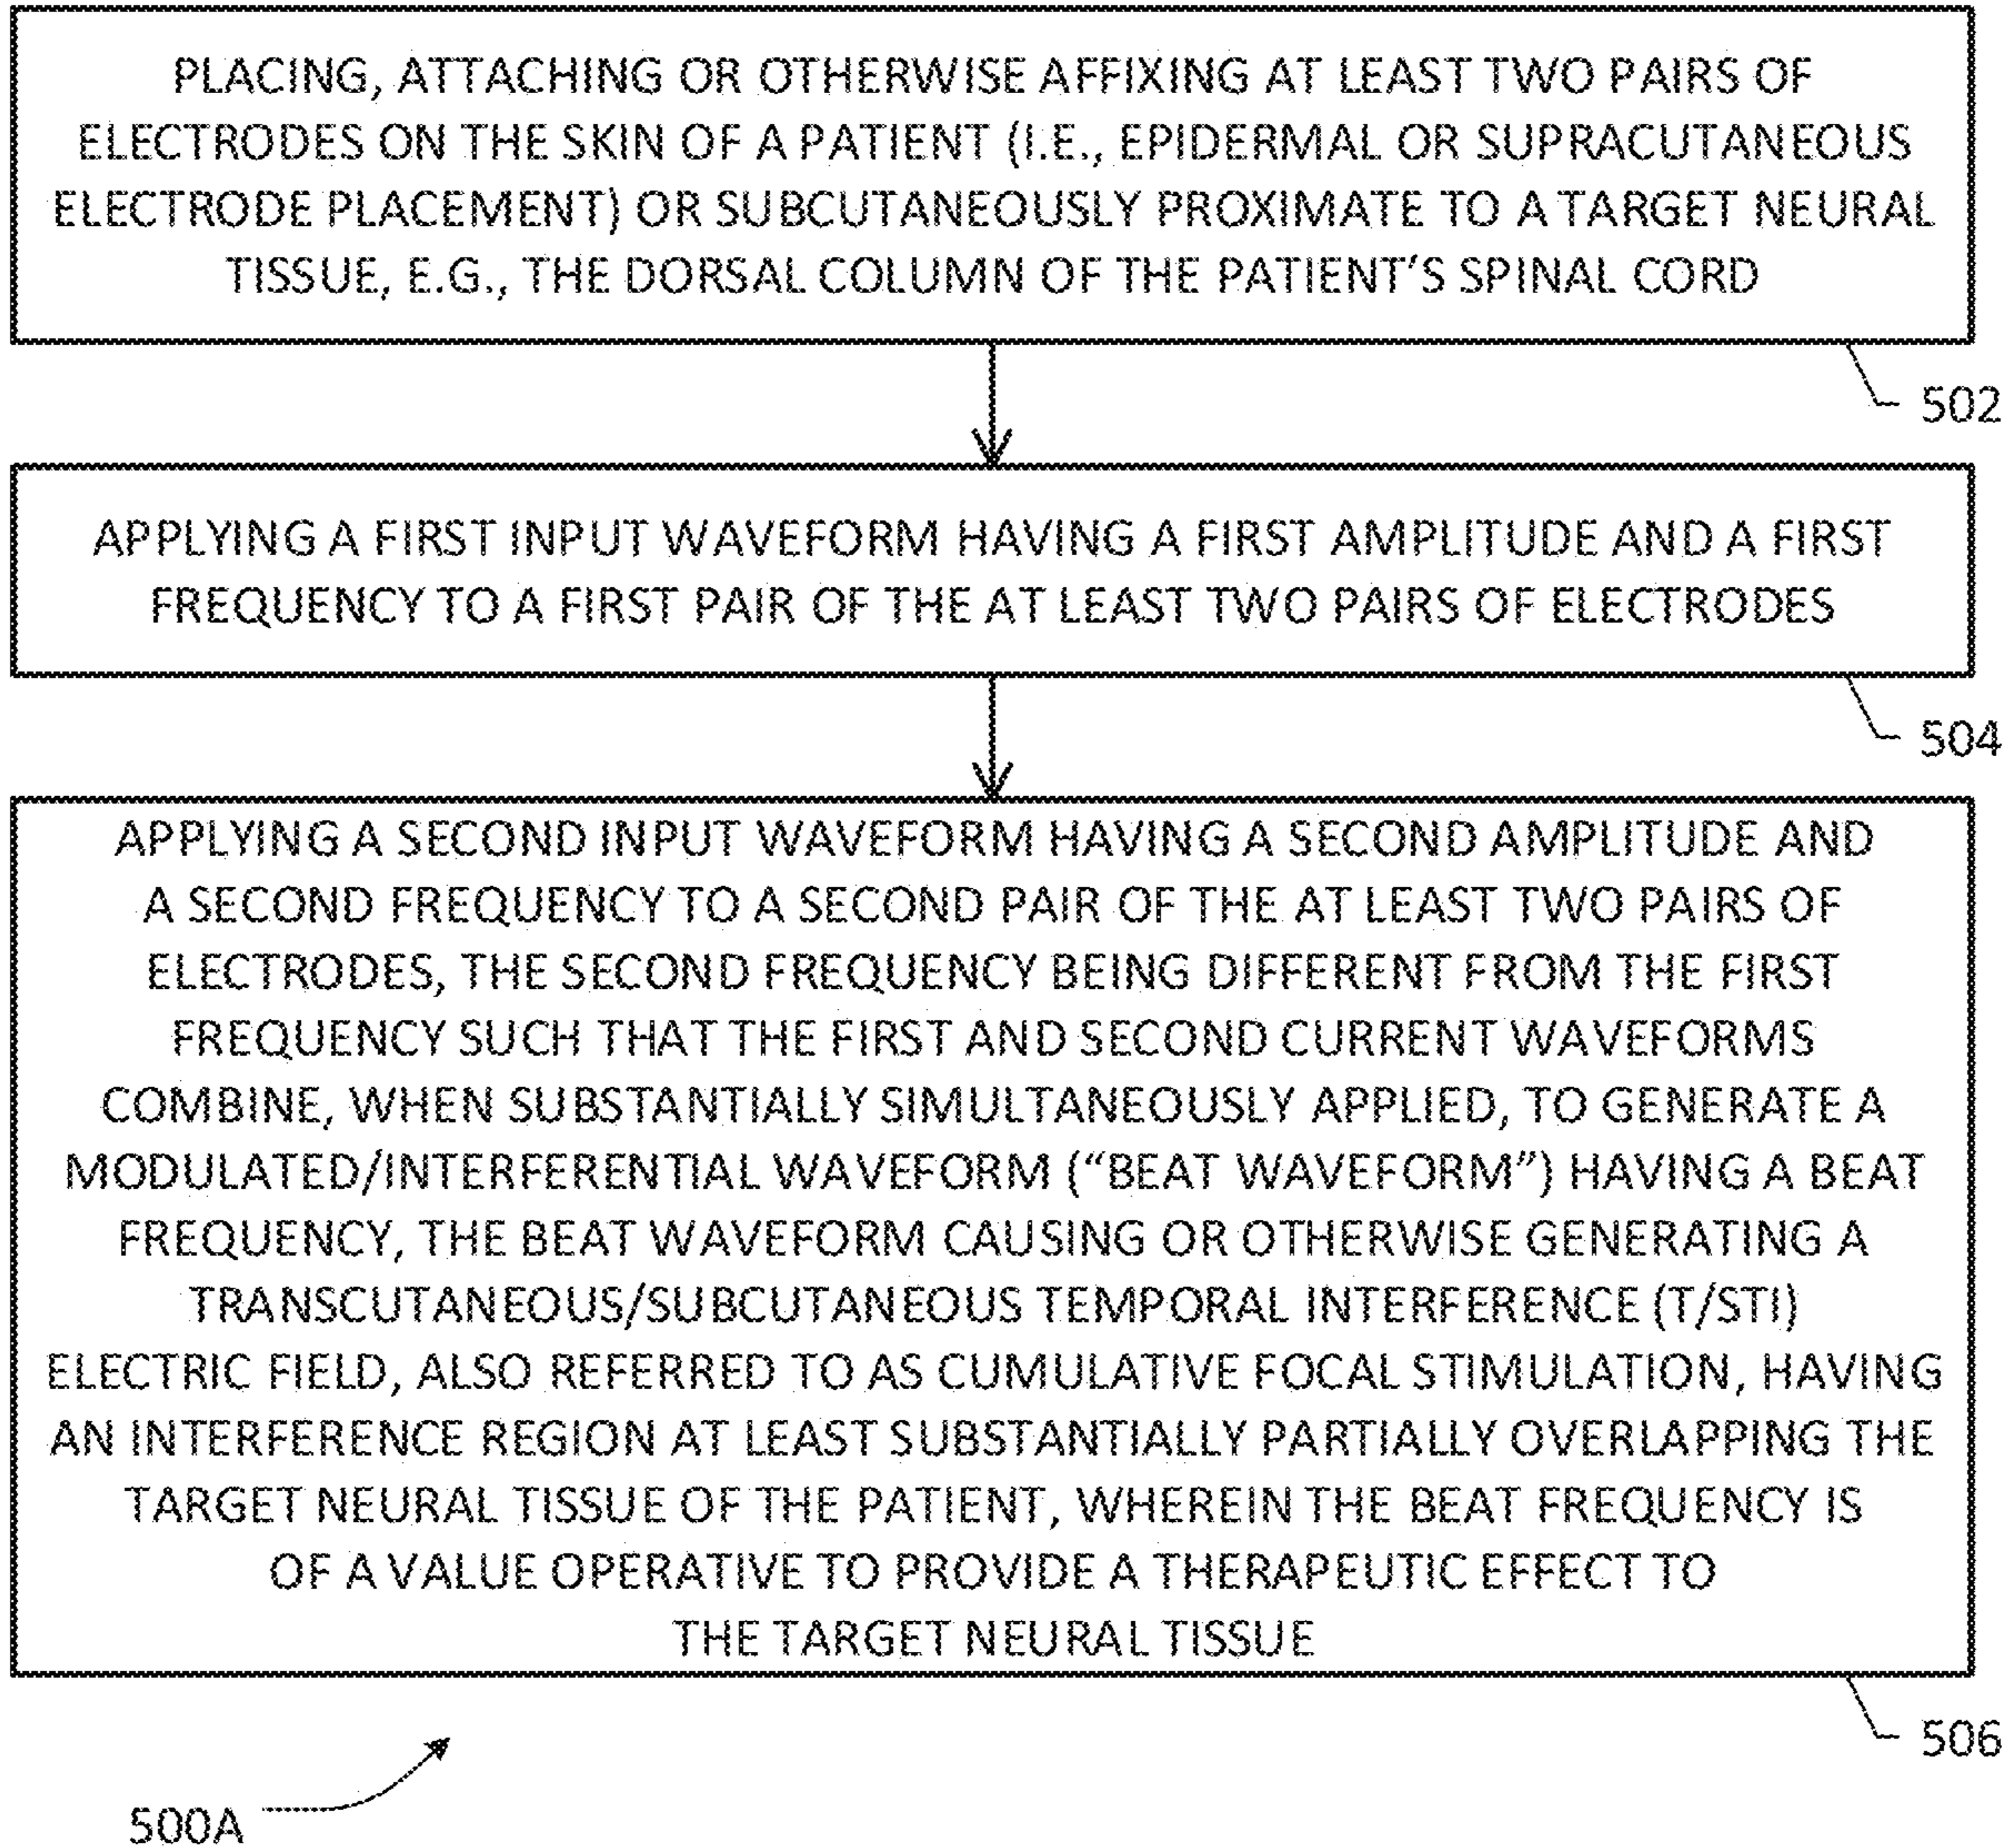 PLACING, ATTACHING OR OTHERWISE AFFIXING AT LEAST TWO PAIRS OF
ELECTRODES ON THE SKIN OF A PATIENT (I.E., EPIDERMAL OR SUPRACUTANEOUS
ELECTRODE PLACEMENT) OR SUBCUTANEOUSLY PROXIMATE TO A TARGET NEURAL
TISSUE, E.G., THE DORSAL COLUMN OF THE PATIENT'S SPINAL CORD
502
APPLYING A FIRST INPUT WAVEFORM HAVING A FIRST AMPLITUDE AND A FIRST
FREQUENCY TO A FIRST PAIR OF THE AT LEAST TWO PAIRS OF ELECTRODES
504
APPLYING A SECOND INPUT WAVEFORM HAVING A SECOND AMPLITUDE AND
A SECOND FREQUENCY TO A SECOND PAIR OF THE AT LEAST TWO PAIRS OF
ELECTRODES, THE SECOND FREQUENCY BEING DIFFERENT FROM THE FIRST
FREQUENCY SUCH THAT THE FIRST AND SECOND CURRENT WAVEFORMS
COMBINE, WHEN SUBSTANTIALLY SIMULTANEOUSLY APPLIED, TO GENERATE A
MODULATED/INTERFERENTIAL WAVEFORM ("BEAT WAVEFORM") HAVING A BEAT
FREQUENCY, THE BEAT WAVEFORM CAUSING OR OTHERWISE GENERATING A
TRANSCUTANEOUS/SUBCUTANEOUS TEMPORAL INTERFERENCE (T/STI)
ELECTRIC FIELD, ALSO REFERRED TO AS CUMULATIVE FOCAL STIMULATION, HAVING
AN INTERFERENCE REGION AT LEAST SUBSTANTIALLY PARTIALLY OVERLAPPING THE
TARGET NEURAL TISSUE OF THE PATIENT, WHEREIN THE BEAT FREQUENCY IS
OF A VALUE OPERATIVE TO PROVIDE A THERAPEUTIC EFFECT TO
THE TARGET NEURAL TISSUE
506
500A